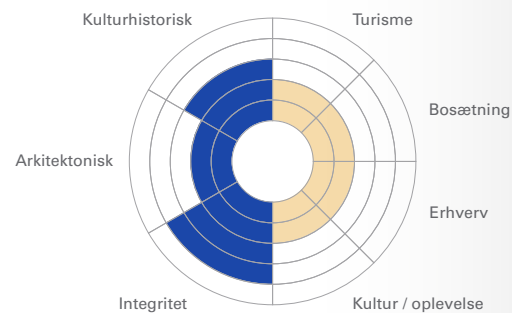 Kulturhistorisk
Turisme
Bosætning
Arkitektonisk
Erhverv
Integritet
Kultur / oplevelse